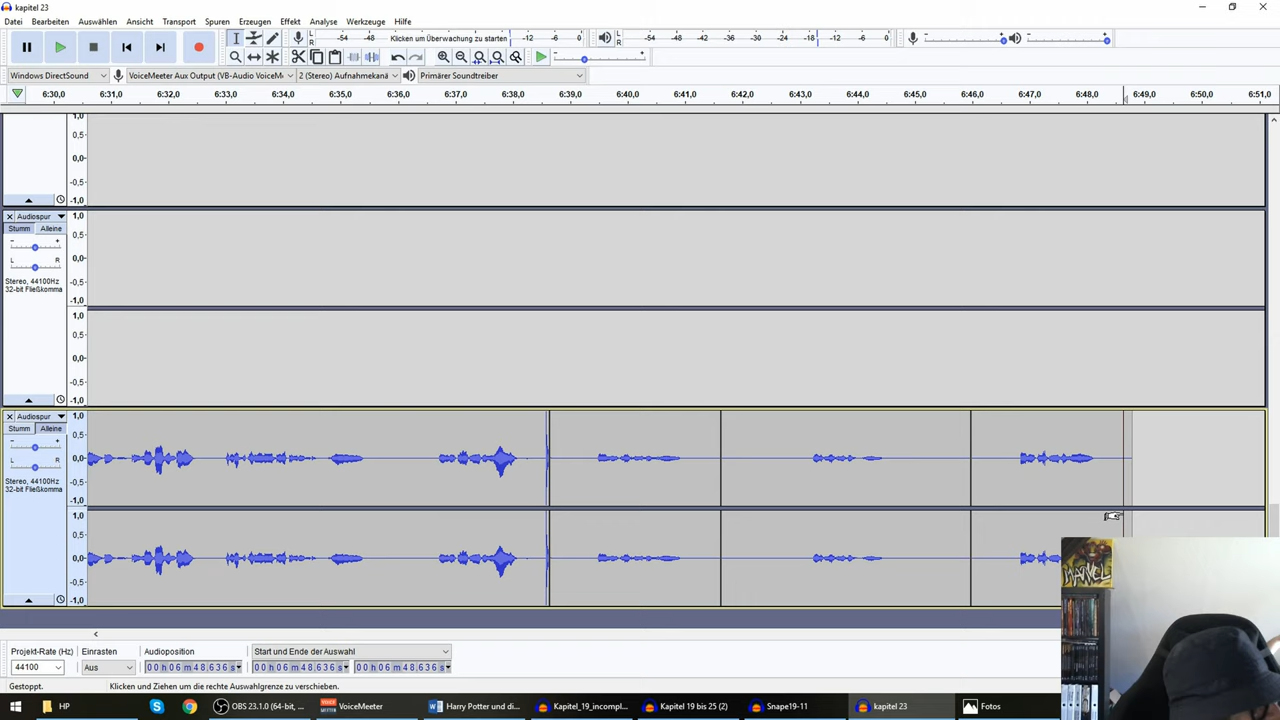 kapitel 23
Datei Bearbeiten Auswählen Ansicht Transport Spuren Erzeugen Effekt Analyse Werkzeuge Hilfe
L R -54 -48 Klicken um Überwachung zu starten -12 -6 0 L R -54 -48 -42 -36 -30 -24 -18 -12 -6 0 - + - +
- +
Windows DirectSound VoiceMeeter Aux Output (VB-Audio VoiceM 2 (Stereo) Aufnahmekanä Primärer Soundtreiber
6:30,0 6:31,0 6:32,0 6:33,0 6:34,0 6:35,0 6:36,0 6:37,0 6:38,0 6:39,0 6:40,0 6:41,0 6:42,0 6:43,0 6:44,0 6:45,0 6:46,0 6:47,0 6:48,0 6:49,0 6:50,0 6:51,0
1,0
0,5
0,0
-0,5
-1,0
Audiospur 1,0
Stumm Alleine
0,5
- +
0,0
L R
Stereo, 44100Hz -0,5
32-bit Fließkomma
-1,0
1,0
0,5
0,0
-0,5
-1,0
Audiospur 1,0
Stumm Alleine
0,5
- +
0,0
L R
Stereo, 44100Hz -0,5
32-bit Fließkomma
-1,0
1,0
0,5
0,0
-0,5
-1,0
MARVEL
Projekt-Rate (Hz) Einrasten Audioposition Start und Ende der Auswahl
44100 Aus 00 h 06 m 48,636 s 00 h 06 m 48,636 s 00 h 06 m 48,636 s
Gestoppt. Klicken und Ziehen um die rechte Auswahlgrenze zu verschieben.
HP OBS 23.1.0 (64-bit, ... VOICE MEETER VoiceMeeter Harry Potter und di... Kapitel_19_incompl... Kapitel 19 bis 25 (2) Snape19-11 kapitel 23 Fotos